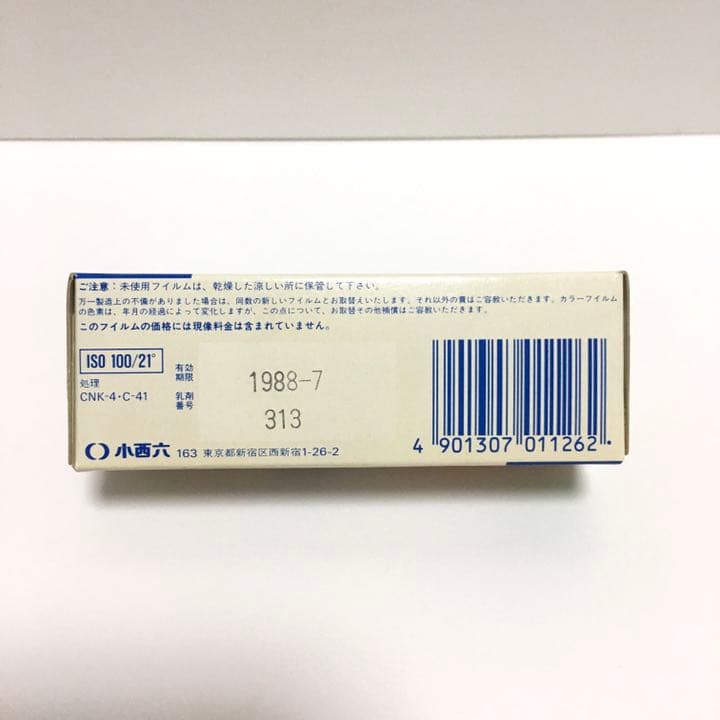 ご注意：未使用フイルムは、乾燥した涼しい所に保管して下さい。
万一製造上の不備がありました場合は、同数の新しいフイルムとお取替えいたします。それ以外の責はご容赦いただきます。カラーフイルム
の色素は、年月の経過によって変化しますが、この点について、お取替その他補償はご容赦いただきます。
このフイルムの価格には現像料金は含まれていません。
ISO 100/21°
処理
CNK-4・C-41
有効
期限
1988-7
乳剤
番号
313
小西六 163 東京都新宿区西新宿1-26-2
4 901307 011262